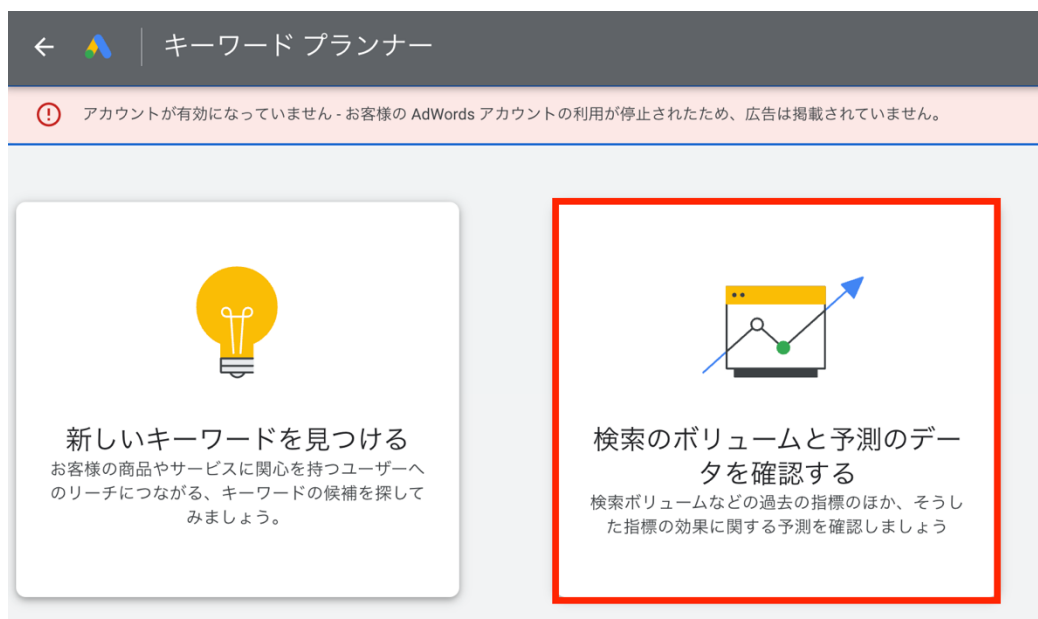 キーワード プランナー
アカウントが有効になっていません - お客様の AdWords アカウントの利用が停止されたため、広告は掲載されていません。
新しいキーワードを見つける
お客様の商品やサービスに関心を持つユーザーへ
のリーチにつながる、キーワードの候補を探して
みましょう。
検索のボリュームと予測のデー
タを確認する
検索ボリュームなどの過去の指標のほか、そうし
た指標の効果に関する予測を確認しましょう